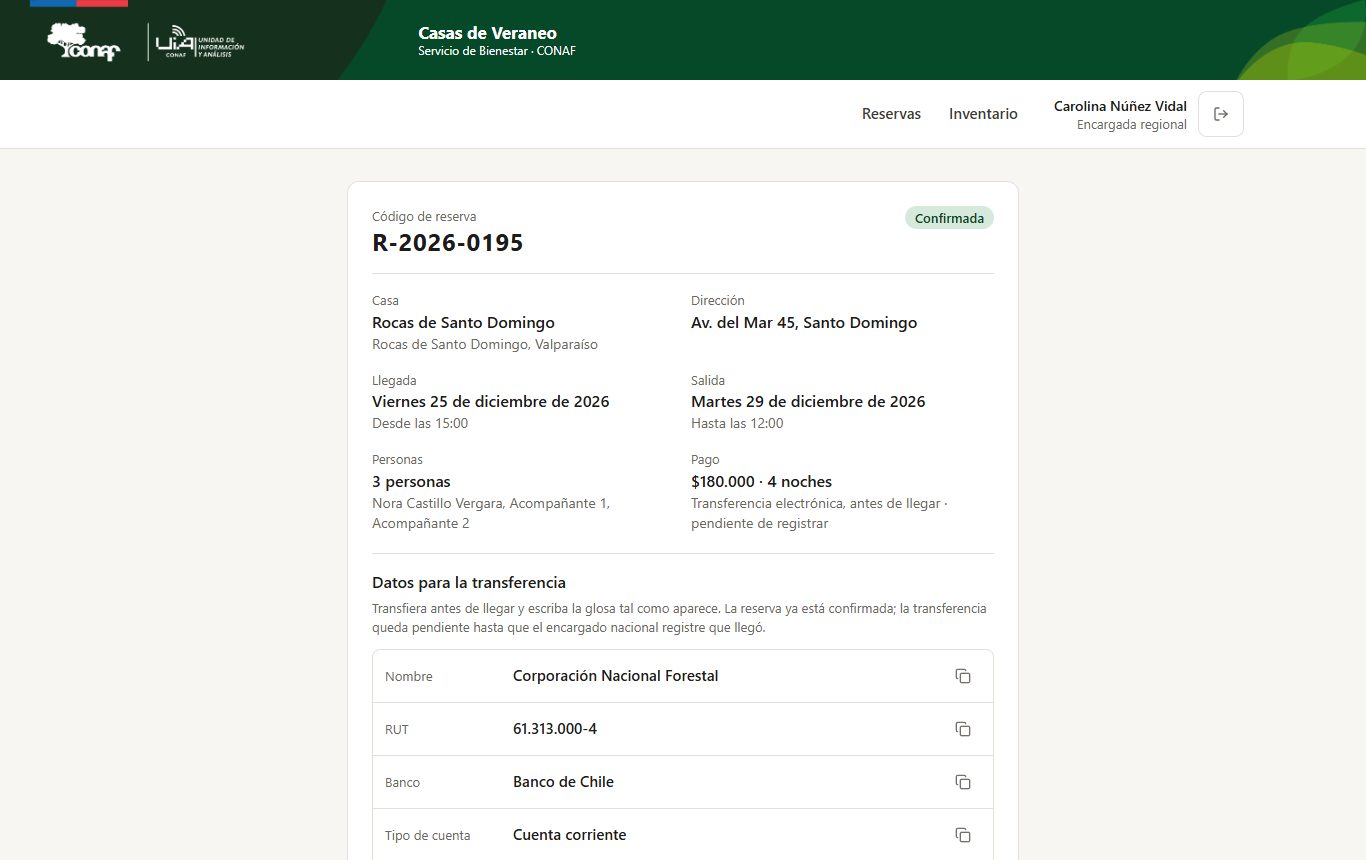 conaf
UIA
CONAF
UNIDAD DE
INFORMACIÓN
Y ANÁLISIS
Casas de Veraneo
Servicio de Bienestar · CONAF
Reservas
Inventario
Carolina Núñez Vidal
Encargada regional
Código de reserva
R-2026-0195
Confirmada
Casa
Rocas de Santo Domingo
Rocas de Santo Domingo, Valparaíso
Dirección
Av. del Mar 45, Santo Domingo
Llegada
Viernes 25 de diciembre de 2026
Desde las 15:00
Salida
Martes 29 de diciembre de 2026
Hasta las 12:00
Personas
3 personas
Nora Castillo Vergara, Acompañante 1,
Acompañante 2
Pago
$180.000 · 4 noches
Transferencia electrónica, antes de llegar ·
pendiente de registrar
Datos para la transferencia
Transfiera antes de llegar y escriba la glosa tal como aparece. La reserva ya está confirmada; la transferencia
queda pendiente hasta que el encargado nacional registre que llegó.
Nombre
Corporación Nacional Forestal
RUT
61.313.000-4
Banco
Banco de Chile
Tipo de cuenta
Cuenta corriente